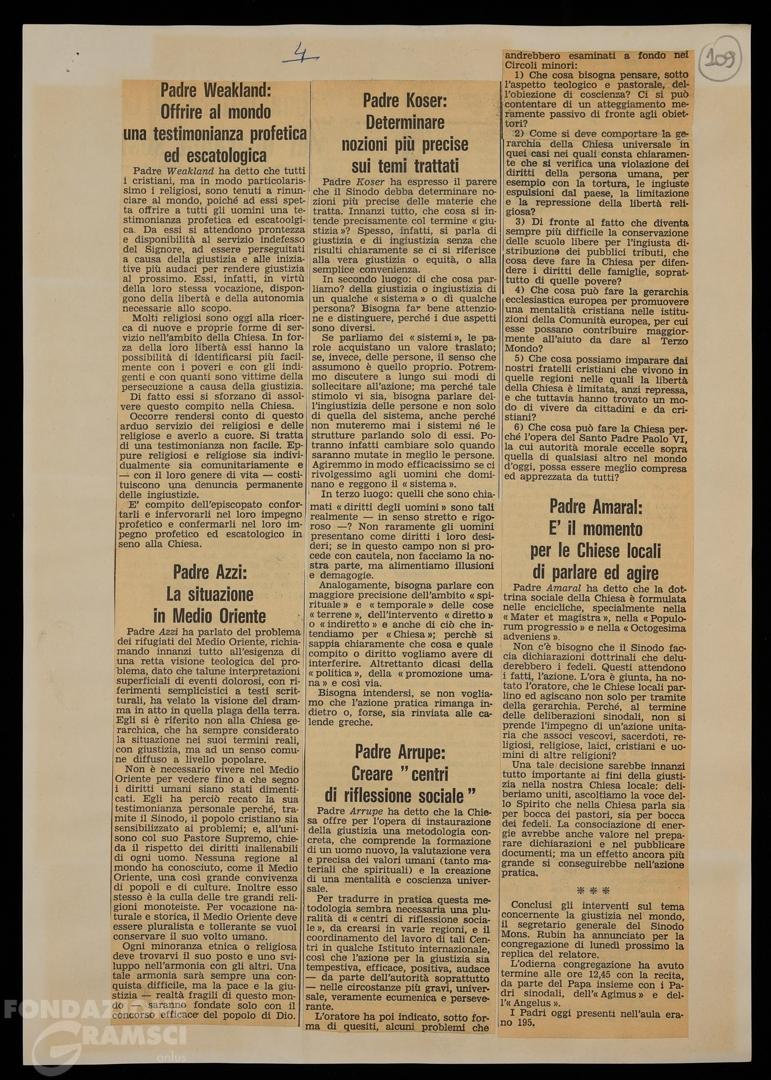 4
109
Padre Weakland:
Offrire al mondo
una testimonianza profetica
ed escatologica
Padre Weakland ha detto che tutti
i cristiani, ma in modo particolaris-
simo i religiosi, sono tenuti a rinun-
ciare al mondo, poiché ad essi spet-
ta offrire a tutti gli uomini una te-
stimonianza profetica ed escatoolgi-
ca. Da essi si attendono prontezza
e disponibilità al servizio indefesso
del Signore, ad essere perseguitati
a causa della giustizia e alle inizia-
tive più audaci per rendere giustizia
al prossimo. Essi, infatti, in virtù
della loro stessa vocazione, dispon-
gono della libertà e della autonomia
necessarie allo scopo.
Molti religiosi sono oggi alla ricer-
ca di nuove e proprie forme di ser-
vizio nell'ambito della Chiesa. In for-
za della loro libertà essi hanno la
possibilità di identificarsi più facil-
mente con i poveri e con gli indi-
genti e con quanti sono vittime della
persecuzione a causa della giustizia.
Di fatto essi si sforzano di assol-
vere questo compito nella Chiesa.
Occorre rendersi conto di questo
arduo servizio dei religiosi e delle
religiose e averlo a cuore. Si tratta
di una testimonianza non facile. Ep-
pure religiosi e religiose sia indivi-
dualmente sia comunitariamente e
— con il loro genere di vita — costi-
tuiscono una denuncia permanente
delle ingiustizie.
E' compito dell'episcopato confor-
tarli e infervorarli nel loro impegno
profetico e confermarli nel loro im-
pegno profetico ed escatologico in
seno alla Chiesa.
Padre Azzi:
La situazione
in Medio Oriente
Padre Azzi ha parlato del problema
dei rifugiati del Medio Oriente, richia-
mando innanzi tutto all'esigenza di
una retta visione teologica del pro-
blema, dato che talune interpretazioni
superficiali di eventi dolorosi, con ri-
ferimenti semplicistici a testi scrit-
turali, ha velato la visione del dram-
ma in atto in quella plaga della terra.
Egli si è riferito non alla Chiesa ge-
rarchica, che ha sempre considerato
la situazione nei suoi termini reali,
con giustizia, ma ad un senso comu-
ne diffuso a livello popolare.
Non è necessario vivere nel Medio
Oriente per vedere fino a che segno
i diritti umani siano stati dimenti-
cati. Egli ha perciò recato la sua
testimonianza personale perché, tra-
mite il Sinodo, il popolo cristiano sia
sensibilizzato ai problemi; e, all'uni-
sono col suo Pastore Supremo, chie-
da il rispetto dei diritti inalienabili
di ogni uomo. Nessuna regione al
mondo ha conosciuto, come il Medio
Oriente, una così grande convivenza
di popoli e di culture. Inoltre esso
stesso è la culla delle tre grandi reli-
gioni monoteiste. Per vocazione na-
turale e storica, il Medio Oriente deve
essere pluralista e tollerante se vuol
conservare il suo volto umano.
Ogni minoranza etnica o religiosa
deve trovarvi il suo posto e uno svi-
luppo nell'armonia con gli altri. Una
tale armonia sarà sempre una con-
quista difficile, ma la pace e la giu-
stizia — realtà fragili di questo mon-
do — saranno fondate solo con il
concorso efficace del popolo di Dio.
Padre Koser:
Determinare
nozioni più precise
sui temi trattati
Padre Koser ha espresso il parere
che il Sinodo debba determinare no-
zioni più precise delle materie che
tratta. Innanzi tutto, che cosa si in-
tende precisamente col termine «giu-
stizia»? Spesso, infatti, si parla di
giustizia e di ingiustizia senza che
risulti chiaramente se ci si riferisce
alla vera giustizia o equità, o alla
semplice convenienza.
In secondo luogo: di che cosa par-
liamo? della giustizia o ingiustizia di
un qualche «sistema» o di qualche
persona? Bisogna far bene attenzio-
ne e distinguere, perché i due aspetti
sono diversi.
Se parliamo dei «sistemi», le pa-
role acquistano un valore traslato;
se, invece, delle persone, il senso che
assumono è quello proprio. Potrem-
mo discutere a lungo sui modi di
sollecitare all'azione; ma perché tale
stimolo vi sia, bisogna parlare del-
l'ingiustizia delle persone e non solo
di quella del sistema, anche perché
non muteremo mai i sistemi né le
strutture parlando solo di essi. Po-
tranno infatti cambiare solo quando
saranno mutate in meglio le persone.
Agiremmo in modo efficacissimo se ci
rivolgessimo agli uomini che domi-
nano e reggono il «sistema».
In terzo luogo: quelli che sono chia-
mati «diritti degli uomini» sono tali
realmente — in senso stretto e rigo-
roso —? Non raramente gli uomini
presentano come diritti i loro desi-
deri; se in questo campo non si pro-
cede con cautela, non facciamo la no-
stra parte, ma alimentiamo illusioni
e demagogie.
Analogamente, bisogna parlare con
maggiore precisione dell'ambito «spi-
rituale» e «temporale» delle cose
«terrene», dell'intervento «diretto»
o «indiretto» e anche di ciò che in-
tendiamo per «Chiesa»; perchè si
sappia chiaramente che cosa e quale
compito o diritto vogliamo avere di
interferire. Altrettanto dicasi della
«politica», della «promozione uma-
na» e così via.
Bisogna intendersi, se non voglia-
mo che l'azione pratica rimanga in-
dietro o, forse, sia rinviata alle ca-
lende greche.
Padre Arrupe:
Creare "centri
di riflessione sociale"
Padre Arrupe ha detto che la Chie-
sa offre per l'opera di instaurazione
della giustizia una metodologia con-
creta, che comprende la formazione
di un uomo nuovo, la valutazione vera
e precisa dei valori umani (tanto ma-
teriali che spirituali) e la creazione
di una mentalità e coscienza univer-
sale.
Per tradurre in pratica questa me-
todologia sembra necessaria una plu-
ralità di «centri di riflessione socia-
le», da crearsi in varie regioni, e il
coordinamento del lavoro di tali Cen-
tri in qualche Istituto internazionale,
così che l'azione per la giustizia sia
tempestiva, efficace, positiva, audace
— da parte dell'autorità soprattutto
— nelle circostanze più gravi, univer-
sale, veramente ecumenica e perseve-
rante.
L'oratore ha poi indicato, sotto for-
ma di quesiti, alcuni problemi che
andrebbero esaminati a fondo nei
Circoli minori:
1) Che cosa bisogna pensare, sotto
l'aspetto teologico e pastorale, del-
l'obiezione di coscienza? Ci si può
contentare di un atteggiamento me-
ramente passivo di fronte agli obiet-
tori?
2) Come si deve comportare la ge-
rarchia della Chiesa universale in
quei casi nei quali consta chiaramen-
te che si verifica una violazione dei
diritti della persona umana, per
esempio con la tortura, le ingiuste
espulsioni dal paese, la limitazione
e la repressione della libertà reli-
giosa?
3) Di fronte al fatto che diventa
sempre più difficile la conservazione
delle scuole libere per l'ingiusta di-
stribuzione dei pubblici tributi, che
cosa deve fare la Chiesa per difen-
dere i diritti delle famiglie, soprat-
tutto di quelle povere?
4) Che cosa può fare la gerarchia
ecclesiastica europea per promuovere
una mentalità cristiana nelle istitu-
zioni della Comunità europea, per cui
esse possano contribuire maggior-
mente all'aiuto da dare al Terzo
Mondo?
5) Che cosa possiamo imparare dai
nostri fratelli cristiani che vivono in
quelle regioni nelle quali la libertà
della Chiesa è limitata, anzi repressa,
e che tuttavia hanno trovato un mo-
do di vivere da cittadini e da cri-
stiani?
6) Che cosa può fare la Chiesa per-
ché l'opera del Santo Padre Paolo VI,
la cui autorità morale eccelle sopra
quella di qualsiasi altro nel mondo
d'oggi, possa essere meglio compresa
ed apprezzata da tutti?
Padre Amaral:
E' il momento
per le Chiese locali
di parlare ed agire
Padre Amaral ha detto che la dot-
trina sociale della Chiesa è formulata
nelle encicliche, specialmente nella
«Mater et magistra», nella «Populo-
rum progressio» e nella «Octogesima
adveniens».
Non c'è bisogno che il Sinodo fac-
cia dichiarazioni dottrinali che delu-
derebbero i fedeli. Questi attendono
i fatti, l'azione. L'ora è giunta, ha no-
tato l'oratore, che le Chiese locali par-
lino ed agiscano non solo per tramite
della gerarchia. Perché, al termine
delle deliberazioni sinodali, non si
prende l'impegno di un'azione unita-
ria che associ vescovi, sacerdoti, re-
ligiosi, religiose, laici, cristiani e uo-
mini di altre religioni?
Una tale decisione sarebbe innanzi
tutto importante ai fini della giusti-
zia nella nostra Chiesa locale: deli-
beriamo uniti, ascoltiamo la voce del-
lo Spirito che nella Chiesa parla sia
per bocca dei pastori, sia per bocca
dei fedeli. La consociazione di ener-
gie avrebbe anche valore nel prepa-
rare dichiarazioni e nel pubblicare
documenti; ma un effetto ancora più
grande si conseguirebbe nell'azione
pratica.
* * *
Conclusi gli interventi sul tema
concernente la giustizia nel mondo,
il segretario generale del Sinodo
Mons. Rubin ha annunciato per la
congregazione di lunedì prossimo la
replica del relatore.
L'odierna congregazione ha avuto
termine alle ore 12,45 con la recita,
da parte del Papa insieme con i Pa-
dri sinodali, dell'«Agimus» e del-
l'«Angelus».
I Padri oggi presenti nell'aula era-
no 195.
FONDAZIONE
GRAMSCI
onlus